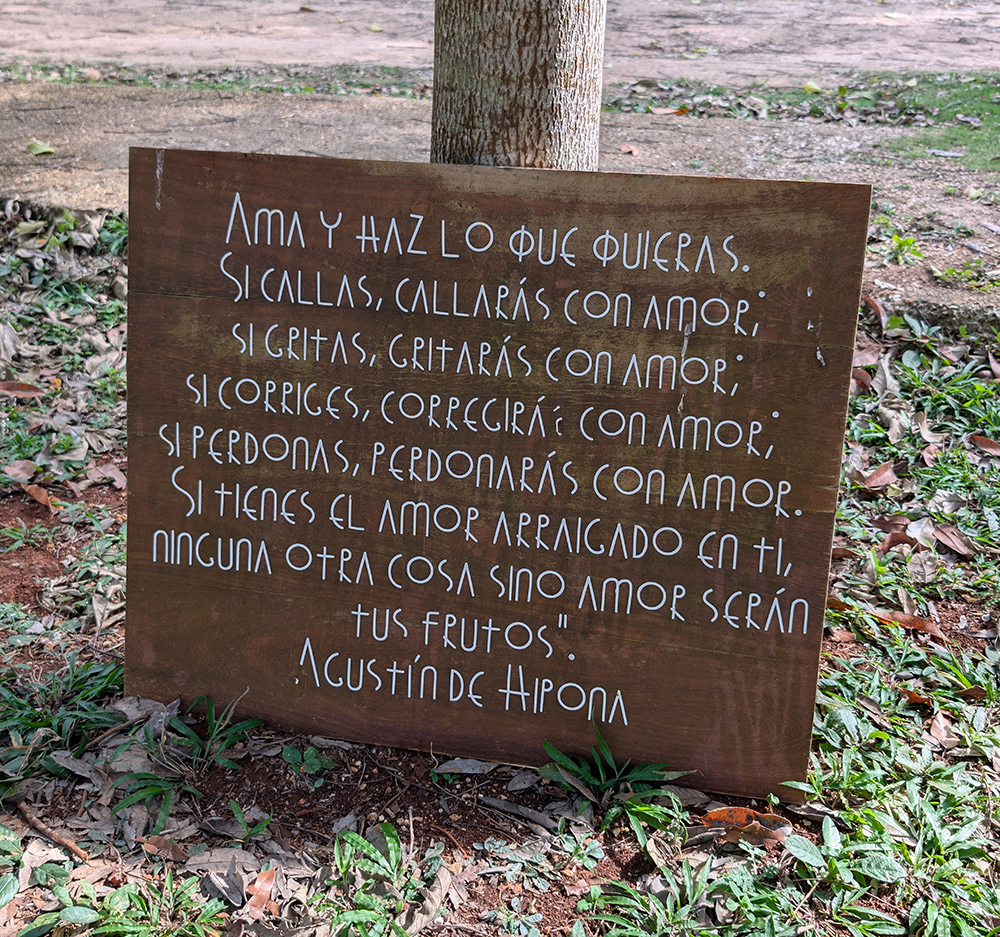 Ama y haz lo que quieras.
Si callas, callarás con amor;
si gritas, gritarás con amor;
si corriges, corregirá í con amor;
si perdonas, perdonarás con amor.
Si tienes el amor arraigado en ti,
ninguna otra cosa sino amor serán
tus frutos".
Agustín de Hipona